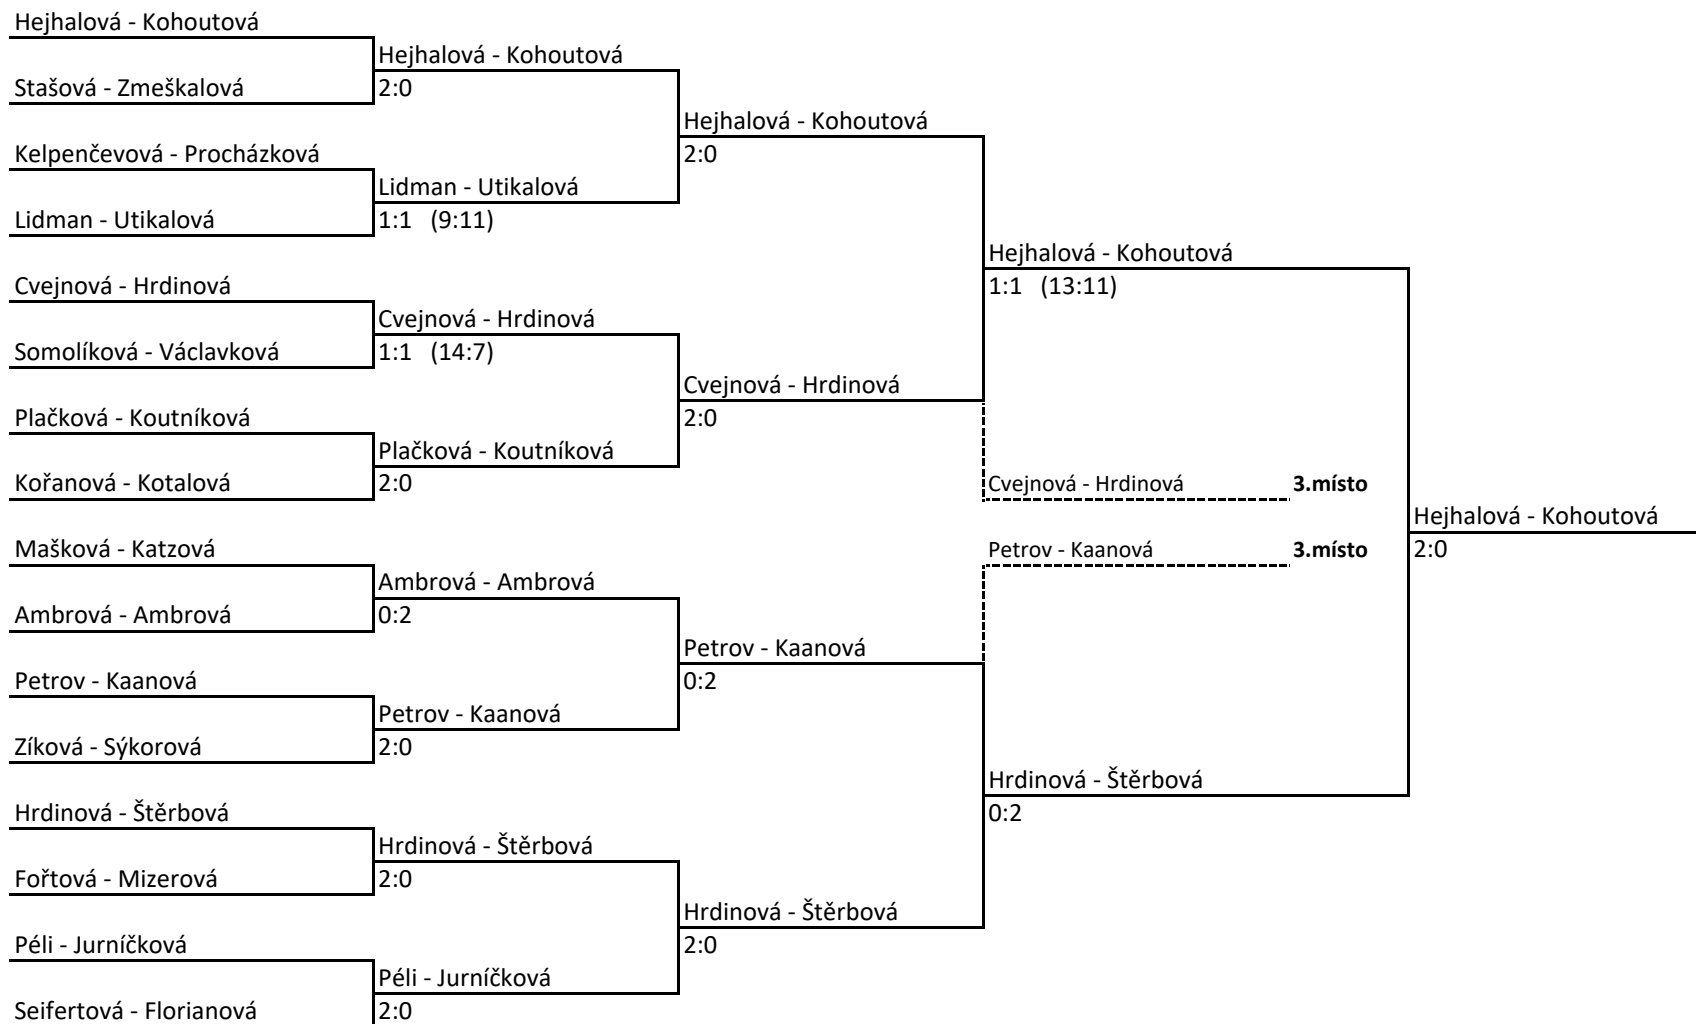 Hejhalová - Kohoutová
Hejhalová - Kohoutová
Stašová - Zmeškalová
2:0
Hejhalová - Kohoutová
Kelpenčevová - Procházková
2:0
Lidman - Utikalová
Lidman - Utikalová
1:1 (9:11)
Hejhalová - Kohoutová
Cvejnová - Hrdinová
1:1 (13:11)
Cvejnová - Hrdinová
Somolíková - Václavková
1:1 (14:7)
Cvejnová - Hrdinová
Plačková - Koutníková
2:0
Plačková - Koutníková
Kořanová - Kotalová
2:0
Cvejnová - Hrdinová 3.místo
Hejhalová - Kohoutová
Mašková - Katzová
Petrov - Kaanová 3.místo
2:0
Ambrová - Ambrová
Ambrová - Ambrová
0:2
Petrov - Kaanová
Petrov - Kaanová
0:2
Petrov - Kaanová
Zíková - Sýkorová
2:0
Hrdinová - Štěrbová
Hrdinová - Štěrbová
0:2
Hrdinová - Štěrbová
Fořtová - Mizerová
2:0
Hrdinová - Štěrbová
Péli - Jurníčková
2:0
Péli - Jurníčková
Seifertová - Florianová
2:0